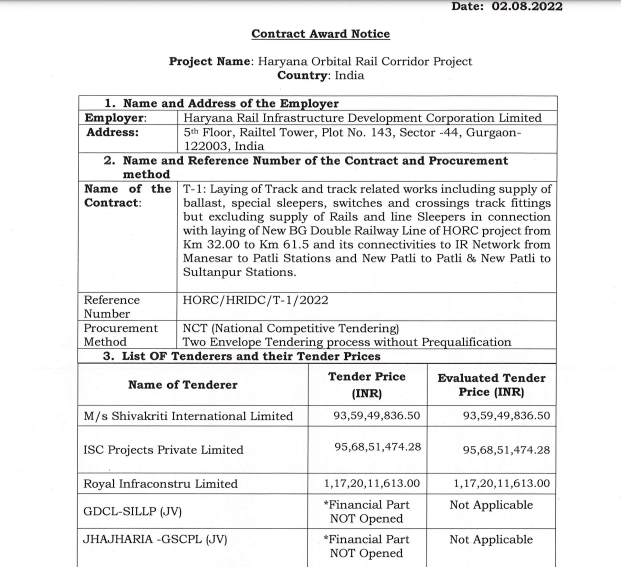 Date: 02.08.2022
Contract Award Notice
Project Name: Haryana Orbital Rail Corridor Project
Country: India
1. Name and Address of the Employer
Employer: Haryana Rail Infrastructure Development Corporation Limited
Address: 5th Floor, Railtel Tower, Plot No. 143, Sector -44, Gurgaon-
122003, India
2. Name and Reference Number of the Contract and Procurement
method
Name of the Contract: T-1: Laying of Track and track related works including supply of
ballast, special sleepers, switches and crossings track fittings
but excluding supply of Rails and line Sleepers in connection
with laying of New BG Double Railway Line of HORC project from
Km 32.00 to Km 61.5 and its connectivities to IR Network from
Manesar to Patli Stations and New Patli to Patli & New Patli to
Sultanpur Stations.
Reference Number HORC/HRIDC/T-1/2022
Procurement Method NCT (National Competitive Tendering)
Two Envelope Tendering process without Prequalification
3. List OF Tenderers and their Tender Prices
Name of Tenderer Tender Price (INR) Evaluated Tender Price (INR)
M/s Shivakriti International Limited 93,59,49,836.50 93,59,49,836.50
ISC Projects Private Limited 95,68,51,474.28 95,68,51,474.28
Royal Infraconstru Limited 1,17,20,11,613.00 1,17,20,11,613.00
GDCL-SILLP (JV) *Financial Part NOT Opened Not Applicable
JHAJHARIA -GSCPL (JV) *Financial Part NOT Opened Not Applicable